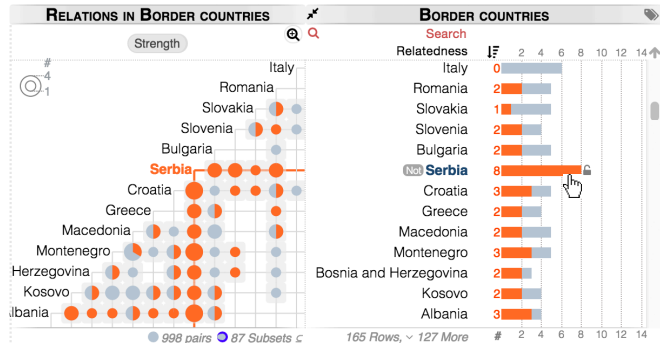 Relations in Border countries
Strength
#
4
1
Italy
Romania
Slovakia
Slovenia
Bulgaria
Serbia
Croatia
Greece
Macedonia
Montenegro
Herzegovina
Kosovo
lbania
998 pairs 87 Subsets ⊆
Border countries
Search
Relatedness
2 4 6 8 10 12 14
Italy 0
Romania 2
Slovakia 1
Slovenia 2
Bulgaria 2
Not Serbia 8
Croatia 3
Greece 2
Macedonia 2
Montenegro 3
Bosnia and Herzegovina 2
Kosovo 2
Albania 3
165 Rows, 127 More # 2 4 6 8 10 12 14